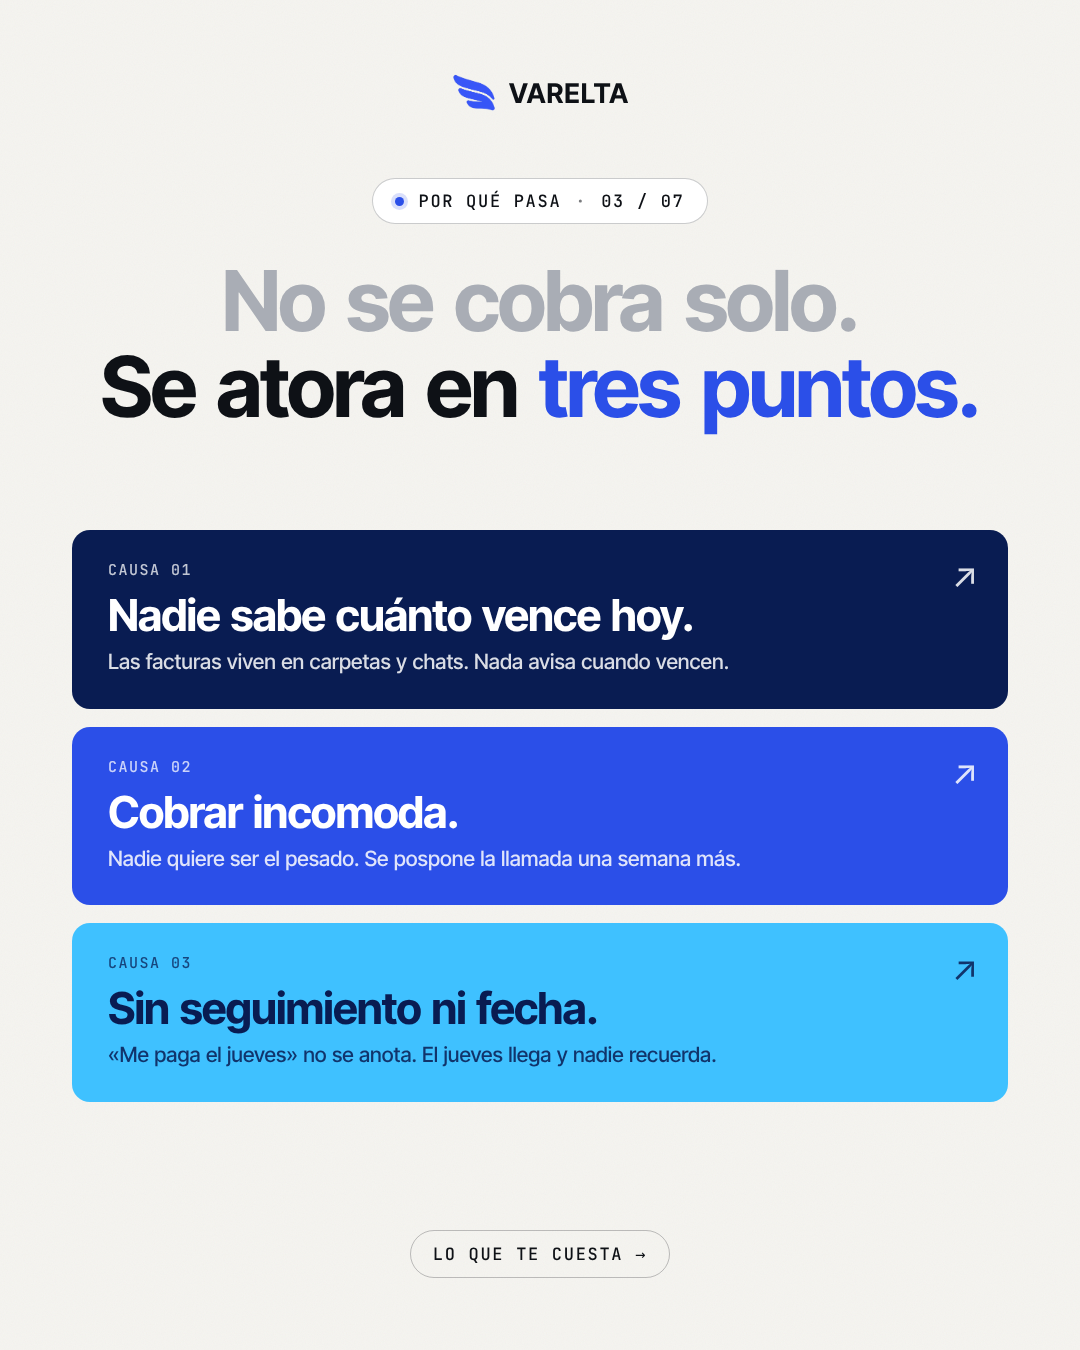 VARELTA
POR QUÉ PASA · 03 / 07
No se cobra solo.
Se atora en tres puntos.
CAUSA 01
Nadie sabe cuánto vence hoy.
Las facturas viven en carpetas y chats. Nada avisa cuando vencen.
CAUSA 02
Cobrar incomoda.
Nadie quiere ser el pesado. Se pospone la llamada una semana más.
CAUSA 03
Sin seguimiento ni fecha.
«Me paga el jueves» no se anota. El jueves llega y nadie recuerda.
LO QUE TE CUESTA →